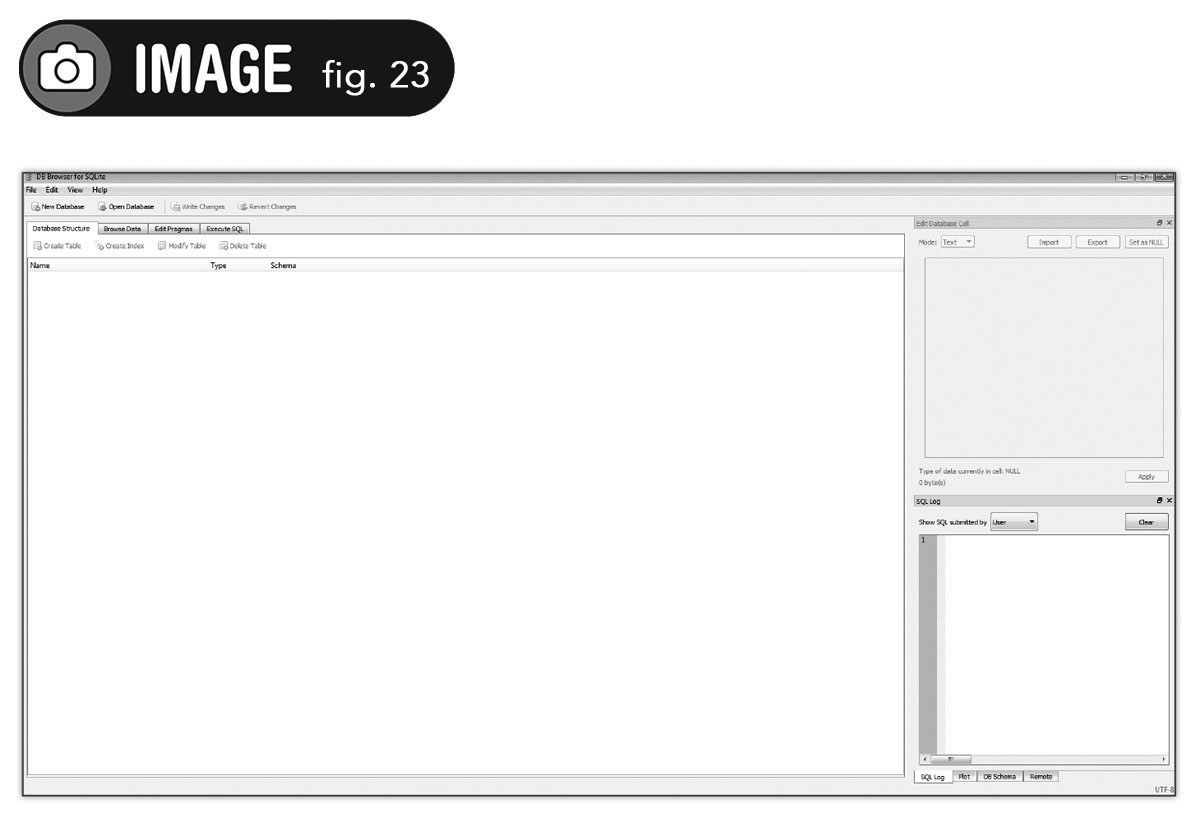 IMAGE fig. 23
DB Browser for SQLite
File Edit View Help
New Database Open Database Write Changes Revert Changes
Database Structure Browse Data Edit Pragmas Execute SQL
Create Table Create Index Modify Table Delete Table
Name Type Schema
Edit Database Cell
Mode: Text Import Export Set as NULL
Type of data currently in cell: NULL
0 byte(s)
Apply
SQL Log
Show SQL submitted by User Clear
1
SQL Log Plot DB Schema Remote
UTF-8